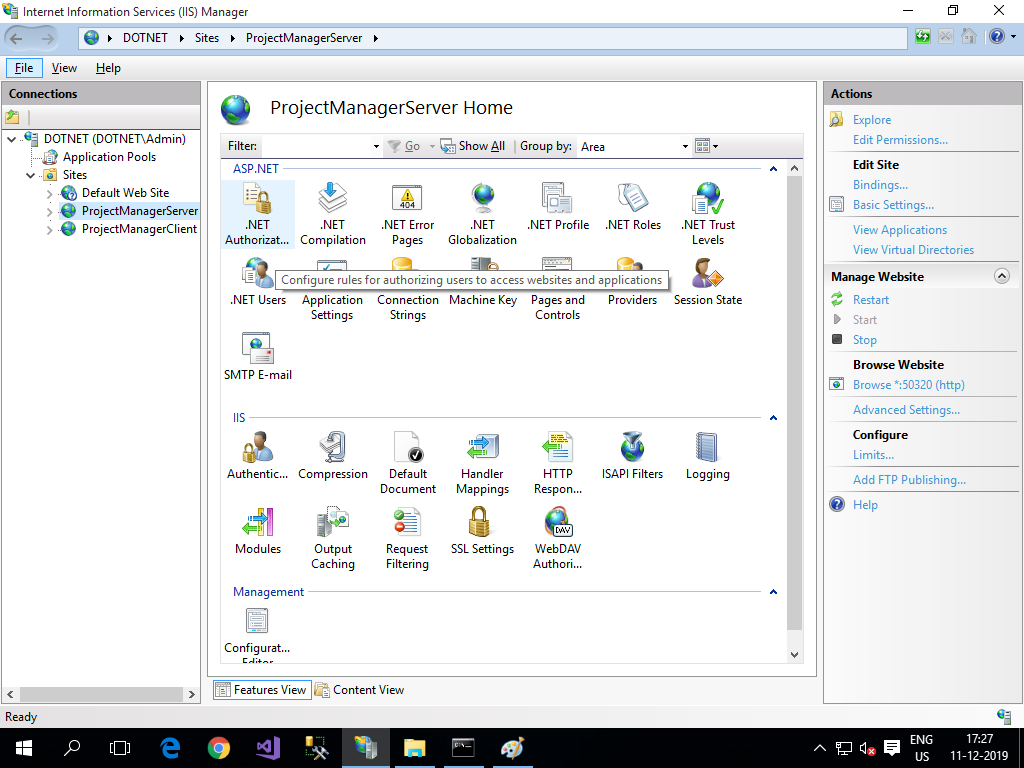 Internet Information Services (IIS) Manager
DOTNET Sites ProjectManagerServer
File View Help
Connections
DOTNET (DOTNET\Admin)
Application Pools
Sites
Default Web Site
ProjectManagerServer
ProjectManagerClient
ProjectManagerServer Home
Filter: Go Show All Group by: Area
ASP.NET
.NET Authorizat...
.NET Compilation
.NET Error Pages
404
.NET Globalization
.NET Profile
.NET Roles
.NET Trust Levels
Configure rules for authorizing users to access websites and applications
.NET Users
Application Settings
Connection Strings
Machine Key
Pages and Controls
Providers
Session State
SMTP E-mail
IIS
Authentic...
Compression
Default Document
Handler Mappings
HTTP Respon...
ISAPI Filters
Logging
Modules
Output Caching
Request Filtering
SSL Settings
DAV
WebDAV Authori...
Management
Configurat... Editor
Features View Content View
Actions
Explore
Edit Permissions...
Edit Site
Bindings...
Basic Settings...
View Applications
View Virtual Directories
Manage Website
Restart
Start
Stop
Browse Website
Browse *:50320 (http)
Advanced Settings...
Configure
Limits...
Add FTP Publishing...
Help
Ready
ENG US
17:27
11-12-2019